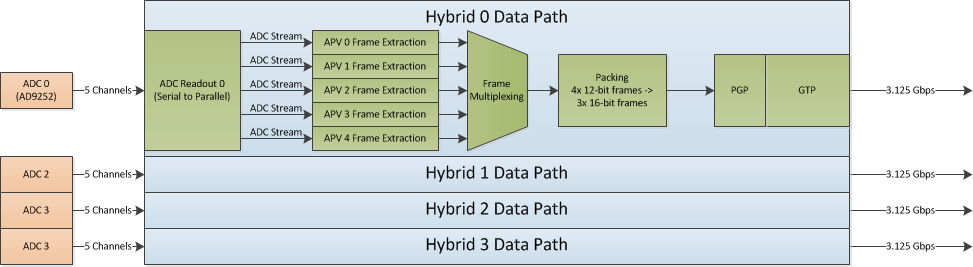 Hybrid 0 Data Path
ADC 0
(AD9252)
5 Channels
ADC Readout 0
(Serial to Parallel)
ADC Stream
ADC Stream
ADC Stream
ADC Stream
ADC Stream
APV 0 Frame Extraction
APV 1 Frame Extraction
APV 2 Frame Extraction
APV 3 Frame Extraction
APV 4 Frame Extraction
Frame
Multiplexing
Packing
4x 12-bit frames ->
3x 16-bit frames
PGP
GTP
3.125 Gbps
ADC 2
5 Channels
Hybrid 1 Data Path
3.125 Gbps
ADC 3
5 Channels
Hybrid 2 Data Path
3.125 Gbps
ADC 3
5 Channels
Hybrid 3 Data Path
3.125 Gbps